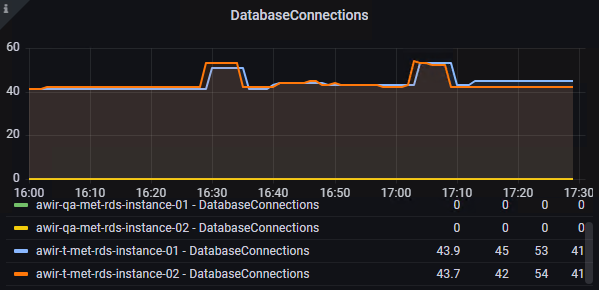 i
DatabaseConnections
60
40
20
0
16:00 16:10 16:20 16:30 16:40 16:50 17:00 17:10 17:20 17:30
awir-qa-met-rds-instance-01 - DatabaseConnections 0 0 0 0
awir-qa-met-rds-instance-02 - DatabaseConnections 0 0 0 0
awir-t-met-rds-instance-01 - DatabaseConnections 43.9 45 53 41
awir-t-met-rds-instance-02 - DatabaseConnections 43.7 42 54 41